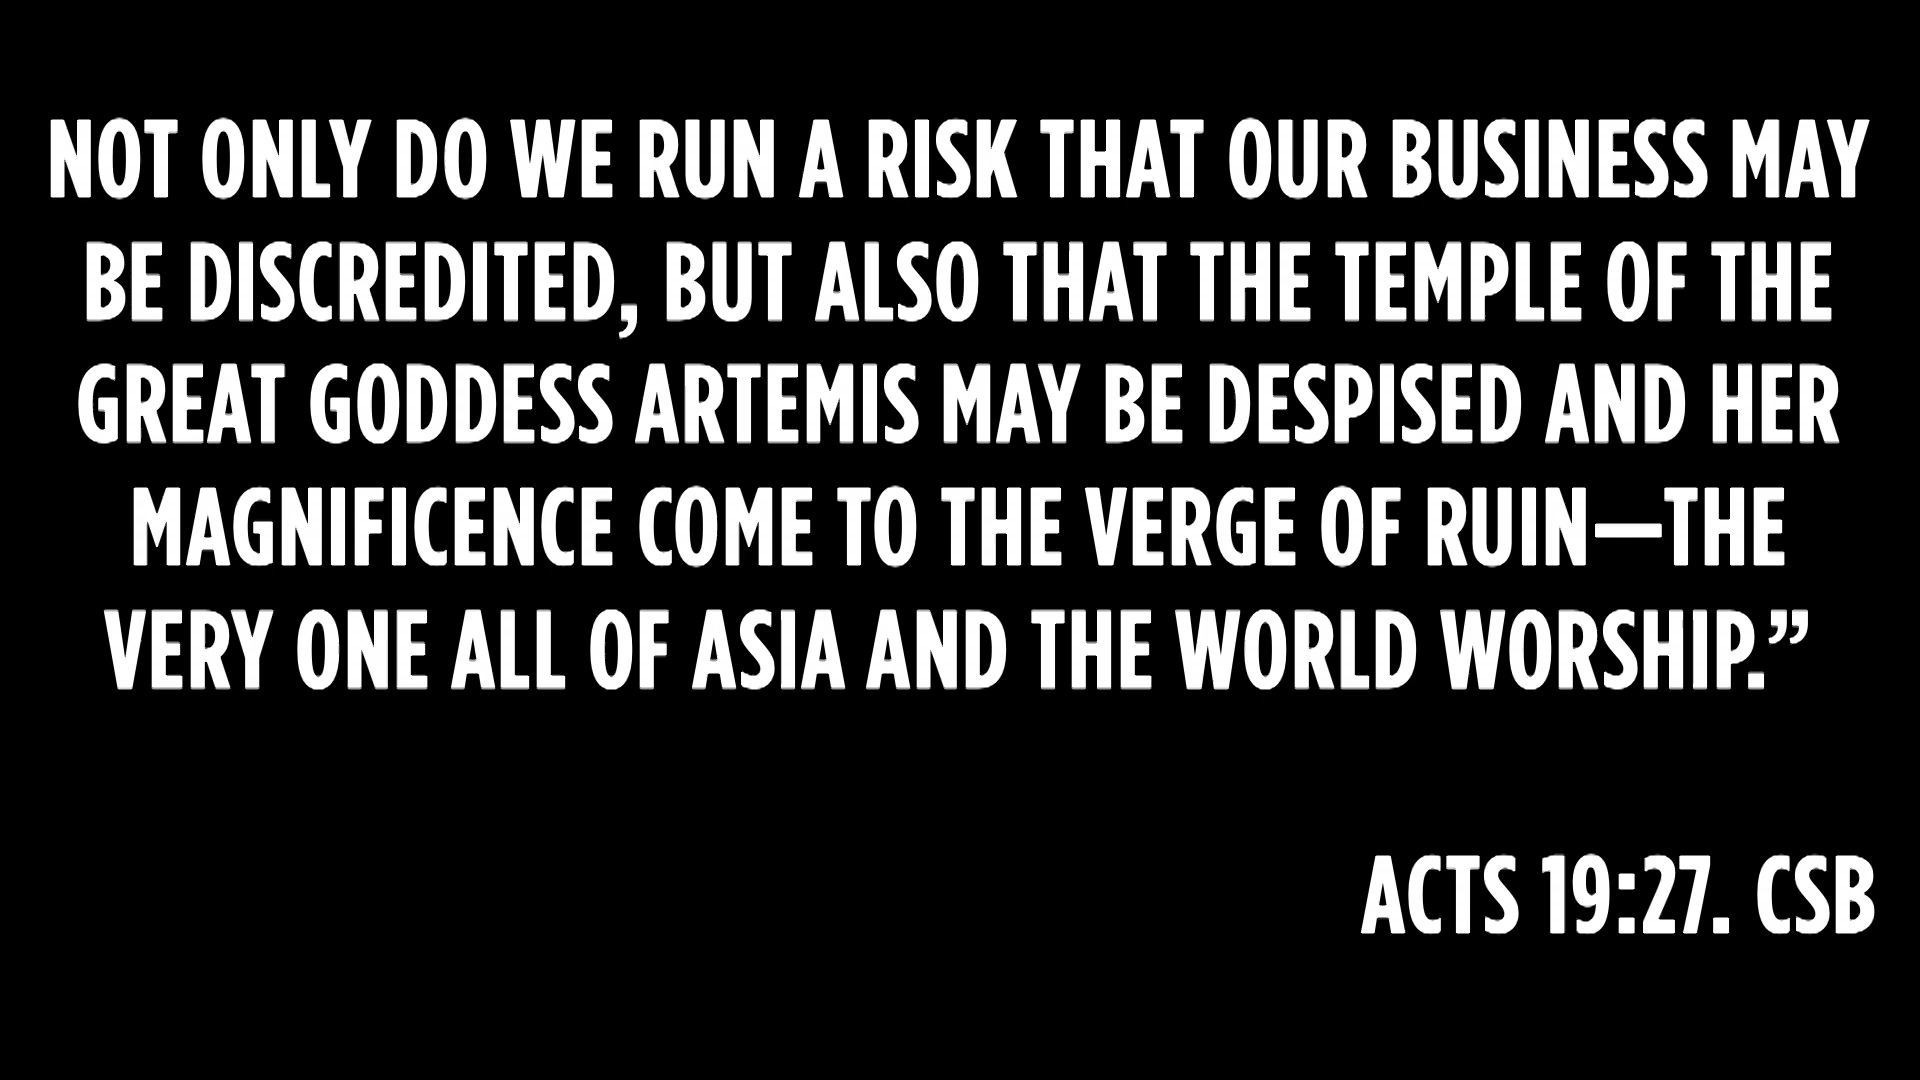 NOT ONLY DO WE RUN A RISK THAT OUR BUSINESS MAY
BE DISCREDITED, BUT ALSO THAT THE TEMPLE OF THE
GREAT GODDESS ARTEMIS MAY BE DESPISED AND HER
MAGNIFICENCE COME TO THE VERGE OF RUIN—THE
VERY ONE ALL OF ASIA AND THE WORLD WORSHIP.”
ACTS 19:27. CSB